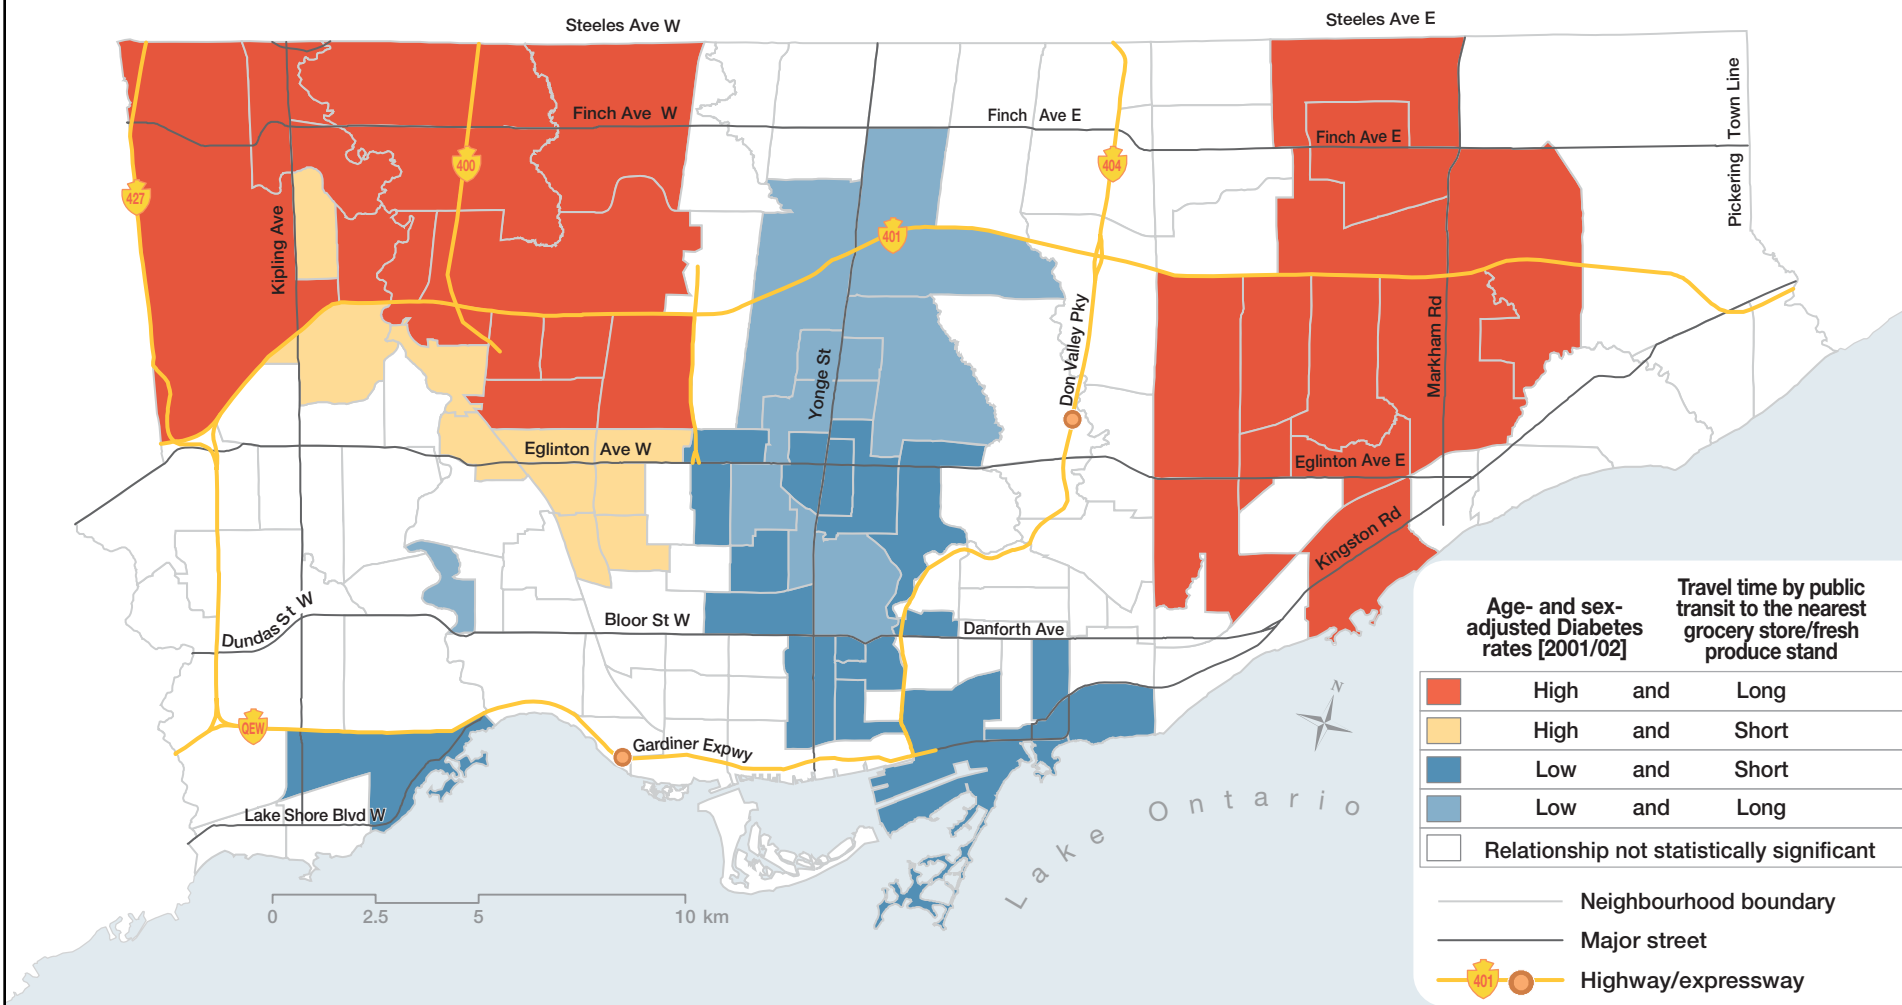 Steeles Ave W
Steeles Ave E
Finch Ave W
Finch Ave E
Finch Ave E
Pickering Town Line
427
400
404
401
Kipling Ave
Yonge St
Don Valley Pky
Markham Rd
Eglinton Ave W
Eglinton Ave E
Kingston Rd
Dundas St W
Bloor St W
Danforth Ave
QEW
Gardiner Expwy
Lake Shore Blvd W
Lake Ontario
N
0 2.5 5 10 km
Age- and sex-
adjusted Diabetes
rates [2001/02]
Travel time by public
transit to the nearest
grocery store/fresh
produce stand
High and Long
High and Short
Low and Short
Low and Long
Relationship not statistically significant
Neighbourhood boundary
Major street
401 Highway/expressway